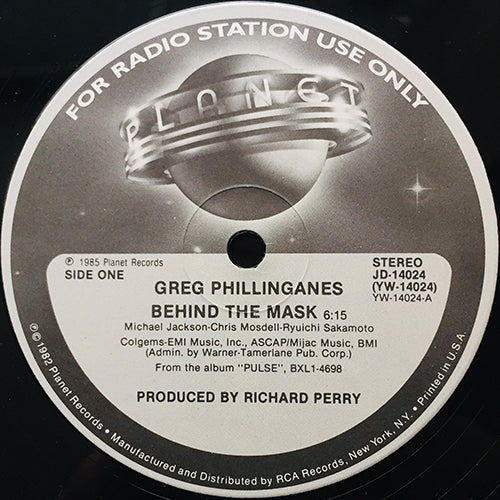 FOR RADIO STATION USE ONLY
PLANET
℗ 1985 Planet Records
SIDE ONE
STEREO
JD-14024
(YW-14024)
YW-14024-A
GREG PHILLINGANES
BEHIND THE MASK 6:15
Michael Jackson-Chris Mosdell-Ryuichi Sakamoto
Colgems-EMI Music, Inc., ASCAP/Mijac Music, BMI
(Admin. by Warner-Tamerlane Pub. Corp.)
From the album "PULSE", BXL1-4698
PRODUCED BY RICHARD PERRY
℗©1982 Planet Records • Manufactured and Distributed by RCA Records, New York, N.Y. • Printed in U.S.A.